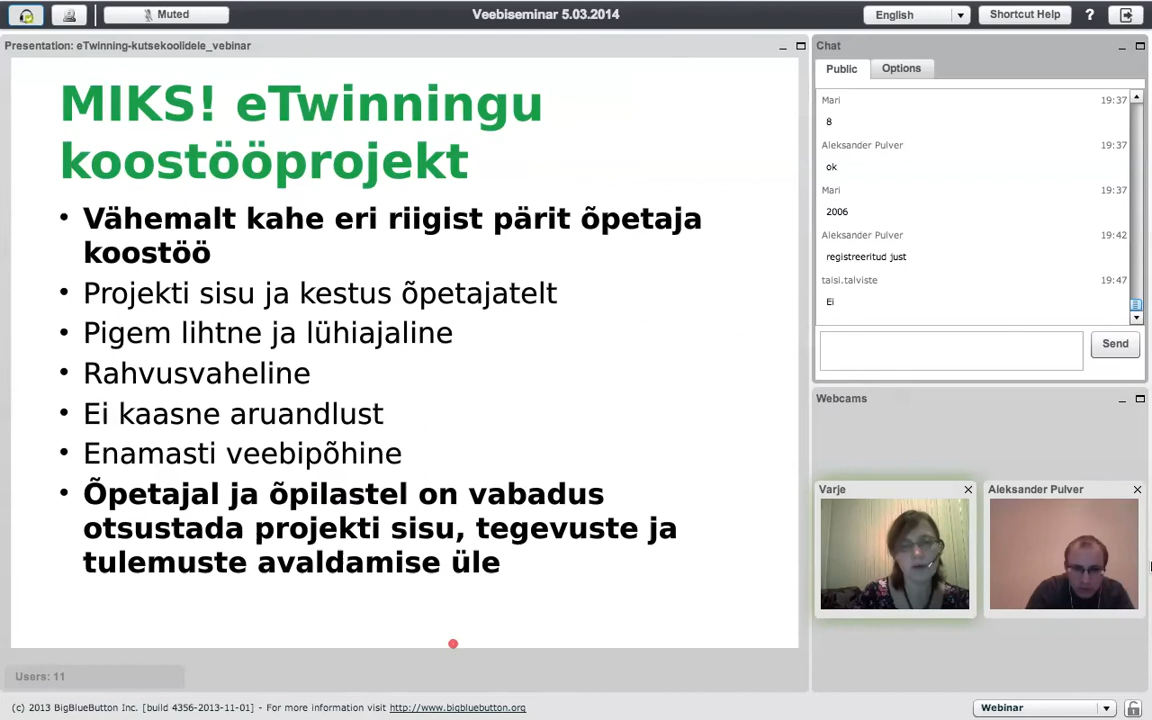 Muted
Veebiseminar 5.03.2014
English
Shortcut Help
?
Presentation: eTwinning-kutsekoolidele_vebinar
MIKS! eTwinningu
koostööprojekt
• Vähemalt kahe eri riigist pärit õpetaja
koostöö
• Projekti sisu ja kestus õpetajatelt
• Pigem lihtne ja lühiajaline
• Rahvusvaheline
• Ei kaasne aruandlust
• Enamasti veebipõhine
• Õpetajal ja õpilastel on vabadus
otsustada projekti sisu, tegevuste ja
tulemuste avaldamise üle
Users: 11
Chat
Public
Options
Mari 19:37
8
Aleksander Pulver 19:37
ok
Mari 19:37
2006
Aleksander Pulver 19:42
registreeritud just
taisi.talviste 19:47
Ei
Send
Webcams
Varje
Aleksander Pulver
(c) 2013 BigBlueButton Inc. [build 4356-2013-11-01] - For more information visit http://www.bigbluebutton.org
Webinar